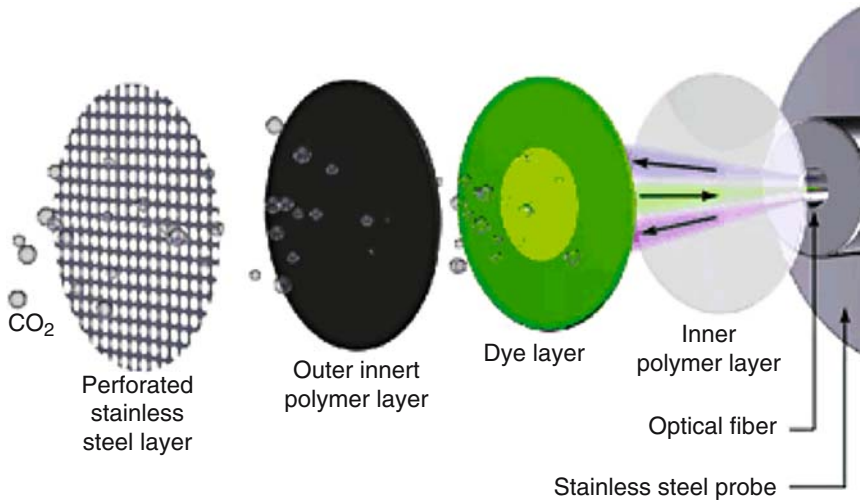 CO2
Perforated
stainless
steel layer
Outer innert
polymer layer
Dye layer
Inner
polymer layer
Optical fiber
Stainless steel probe